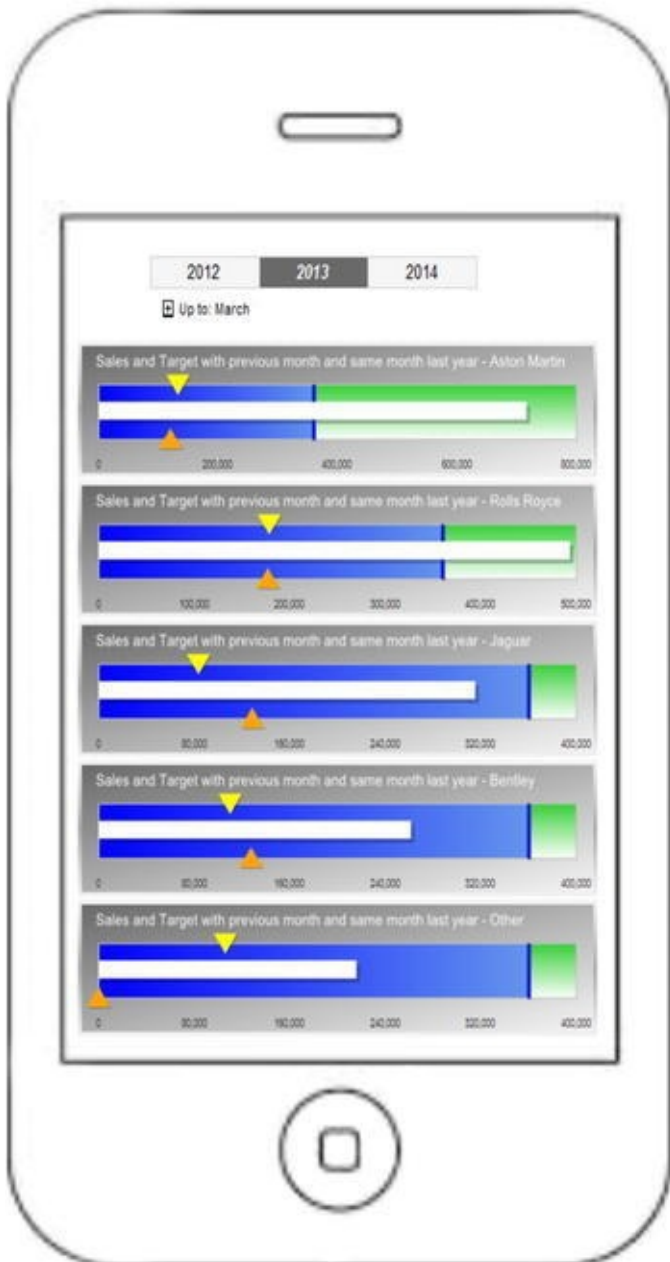 2012 2013 2014
Up to: March
Sales and Target with previous month and same month last year - Aston Martin
0 200,000 400,000 600,000 800,000
Sales and Target with previous month and same month last year - Rolls Royce
0 100,000 200,000 300,000 400,000 500,000
Sales and Target with previous month and same month last year - Jaguar
0 80,000 160,000 240,000 320,000 400,000
Sales and Target with previous month and same month last year - Bentley
0 80,000 160,000 240,000 320,000 400,000
Sales and Target with previous month and same month last year - Other
0 80,000 160,000 240,000 320,000 400,000